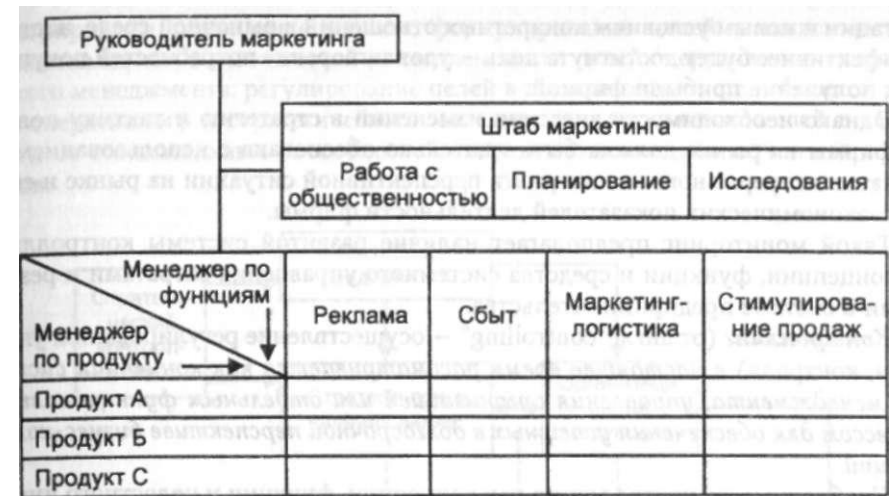 Руководитель маркетинга
Штаб маркетинга
Работа с
общественностью
Планирование
Исследования
Менеджер по
функциям
Менеджер
по продукту
Реклама
Сбыт
Маркетинг-
логистика
Стимулирова-
ние продаж
Продукт А
Продукт Б
Продукт С